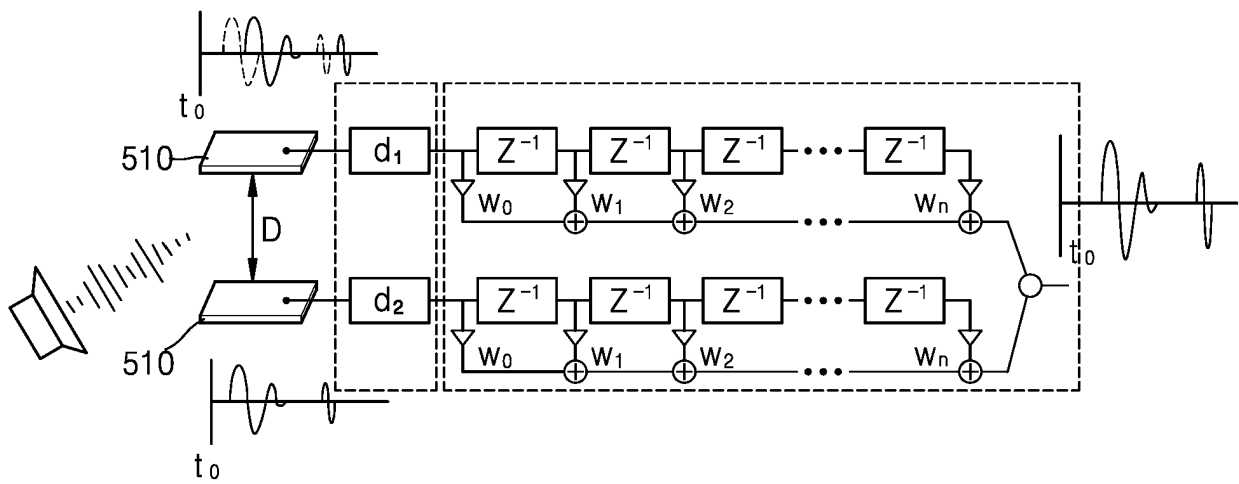 t₀
510
d₁
Z⁻¹ Z⁻¹ Z⁻¹ ••• Z⁻¹
W₀ W₁ W₂ ••• Wₙ
D
t₀
510
d₂
Z⁻¹ Z⁻¹ Z⁻¹ ••• Z⁻¹
W₀ W₁ W₂ ••• Wₙ
t₀